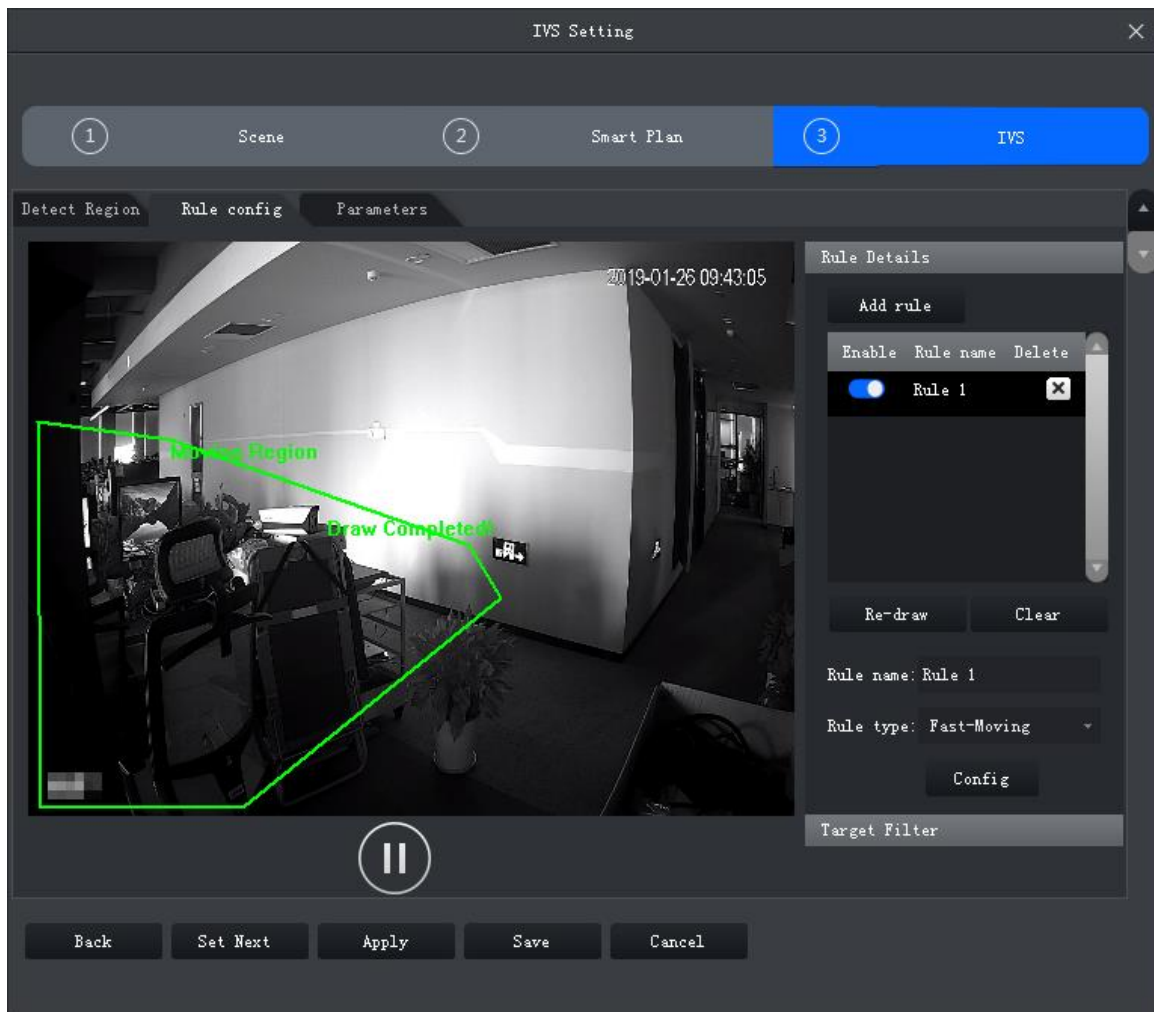 IVS Setting
1 Scene 2 Smart Plan 3 IVS
Detect Region Rule config Parameters
2019-01-26 09:43:05
Moving Region
Draw Completed!
Rule Details
Add rule
Enable Rule name Delete
Rule 1
Re-draw Clear
Rule name: Rule 1
Rule type: Fast-Moving
Config
Target Filter
Back Set Next Apply Save Cancel